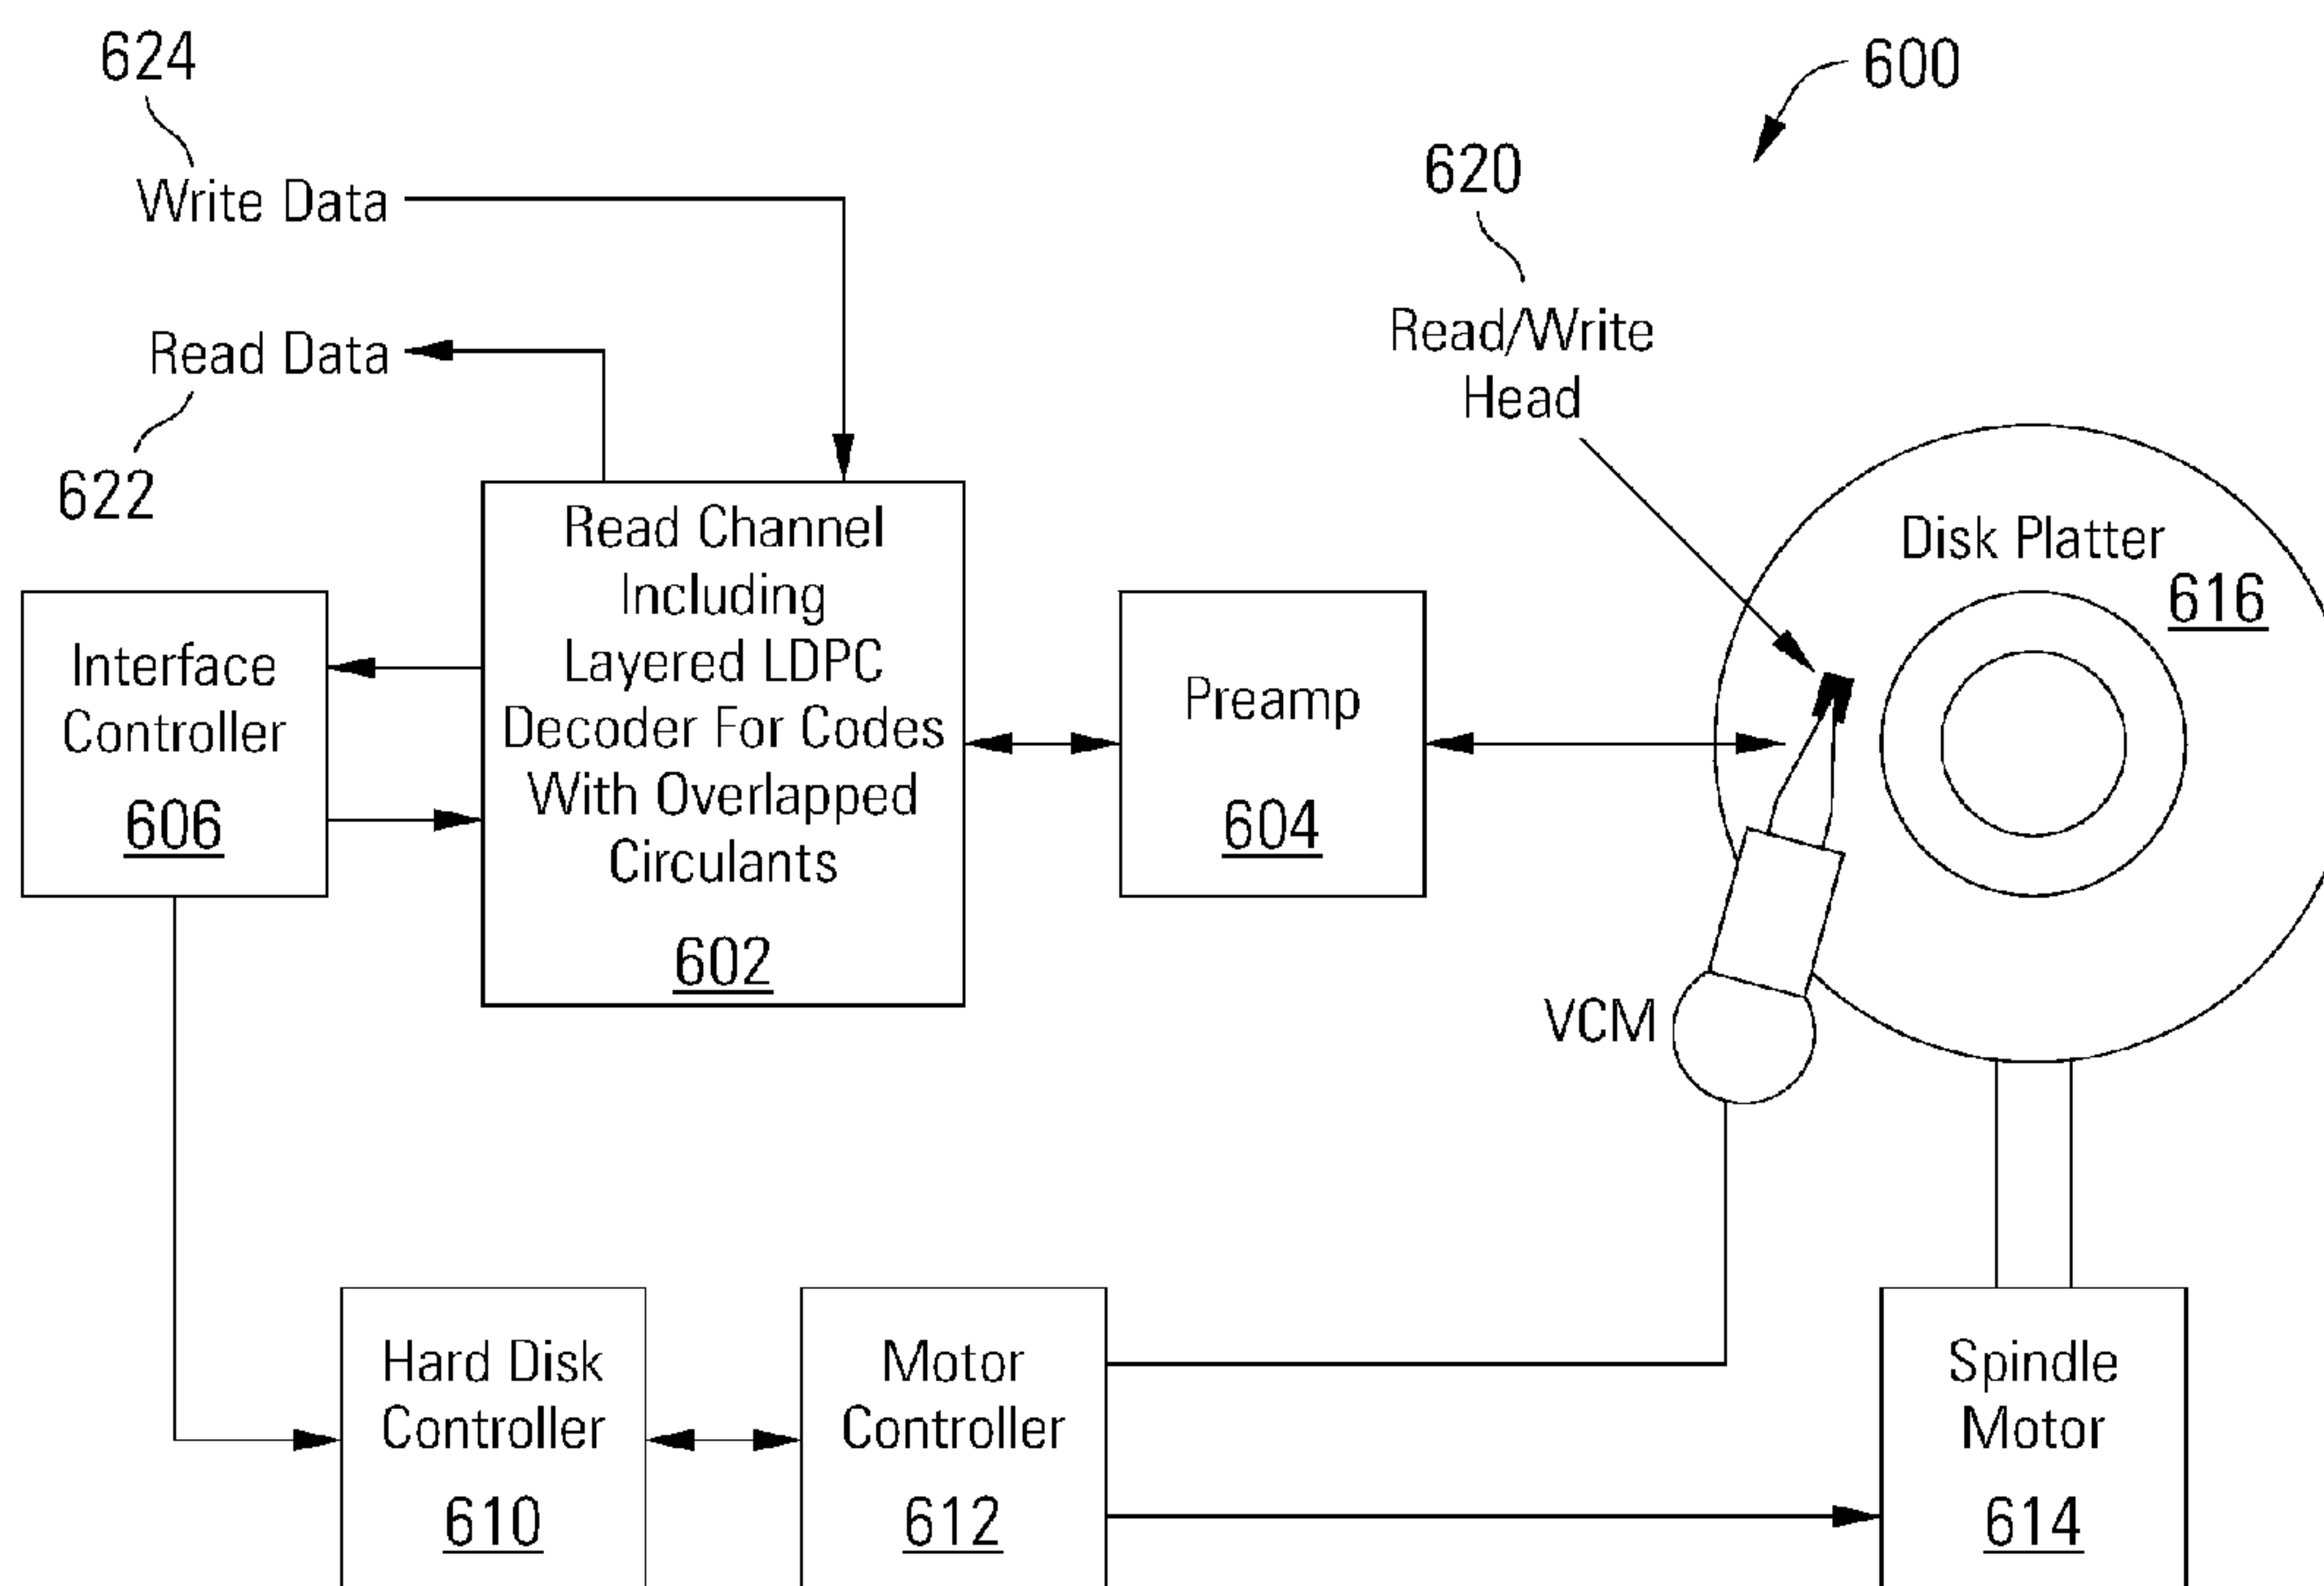 624
600
Write Data
620
Read Data
Read/Write
Head
622
Read Channel
Including
Layered LDPC
Decoder For Codes
With Overlapped
Circulants
602
Disk Platter
616
Interface
Controller
606
Preamp
604
VCM
Hard Disk
Controller
610
Motor
Controller
612
Spindle
Motor
614